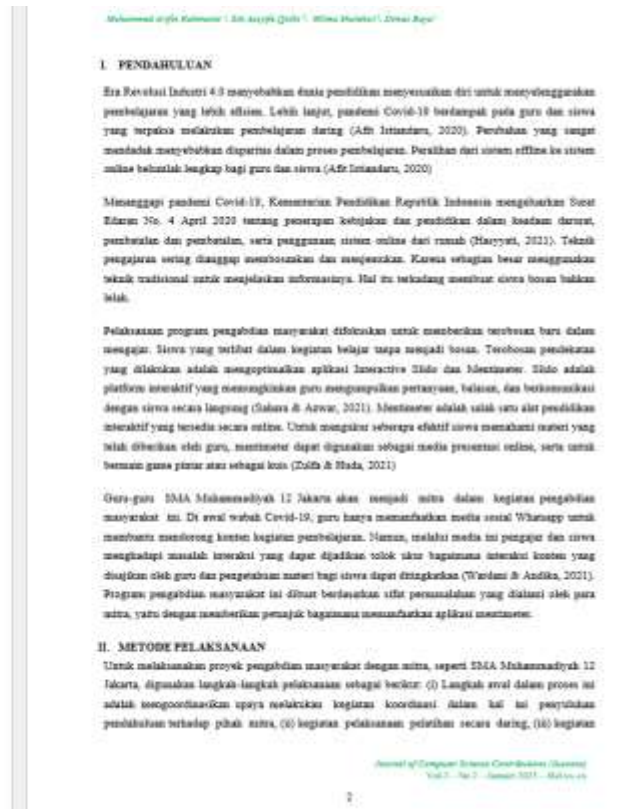 I. PENDAHULUAN
Era Revolusi Industri 4.0 menyebabkan dunia pendidikan menyesuaikan diri untuk menyelenggarakan
pembelajaran yang lebih efisien. Lebih lanjut, pandemi Covid-19 berdampak pada guru dan siswa
yang terpaksa melakukan pembelajaran daring (Afit Istiandaru, 2020). Perubahan yang sangat
mendadak menyebabkan disparitas dalam proses pembelajaran. Peralihan dari sistem offline ke sistem
online belumlah lengkap bagi guru dan siswa (Afit Istiandaru, 2020)
Menanggapi pandemi Covid-19, Kementerian Pendidikan Republik Indonesia mengeluarkan Surat
Edaran No. 4 April 2020 tentang penerapan kebijakan dan pendidikan dalam keadaan darurat,
pembatalan dan pembatalan, serta penggunaan sistem online dari rumah (Hasyyati, 2021). Teknik
pengajaran sering dianggap membosankan dan menjemukan. Karena sebagian besar menggunakan
teknik tradisional untuk menjelaskan informasinya. Hal itu terkadang membuat siswa bosan bahkan
lelah.
Pelaksanaan program pengabdian masyarakat difokuskan untuk memberikan terobosan baru dalam
mengajar. Siswa yang terlibat dalam kegiatan belajar tanpa menjadi bosan. Terobosan pendekatan
yang dilakukan adalah mengoptimalkan aplikasi Interactive Slido dan Mentimeter. Slido adalah
platform interaktif yang memungkinkan guru mengumpulkan pertanyaan, balasan, dan berkomunikasi
dengan siswa secara langsung (Sahara & Azwar, 2021). Mentimeter adalah salah satu alat pendidikan
interaktif yang tersedia secara online. Untuk mengukur seberapa efektif siswa memahami materi yang
telah diberikan oleh guru, mentimeter dapat digunakan sebagai media presentasi online, serta untuk
bermain game pintar atau sebagai kuis (Zulfa & Huda, 2021)
Guru-guru SMA Muhammadiyah 12 Jakarta akan menjadi mitra dalam kegiatan pengabdian
masyarakat ini. Di awal wabah Covid-19, guru hanya memanfaatkan media sosial Whatsapp untuk
membantu mendorong konten kegiatan pembelajaran. Namun, melalui media ini pengajar dan siswa
menghadapi masalah interaksi yang dapat dijadikan tolok ukur bagaimana interaksi konten yang
disajikan oleh guru dan pengetahuan materi bagi siswa dapat ditingkatkan (Wardani & Andika, 2021).
Program pengabdian masyarakat ini dibuat berdasarkan sifat permasalahan yang dialami oleh para
mitra, yaitu dengan memberikan petunjuk bagaimana memanfaatkan aplikasi mentimeter.
II. METODE PELAKSANAAN
Untuk melaksanakan proyek pengabdian masyarakat dengan mitra, seperti SMA Muhammadiyah 12
Jakarta, digunakan langkah-langkah pelaksanaan sebagai berikut: (i) Langkah awal dalam proses ini
adalah mengoordinasikan upaya melakukan kegiatan koordinasi dalam hal ini penyuluhan
pendahuluan terhadap pihak mitra, (ii) kegiatan pelaksanaan pelatihan secara daring, (iii) kegiatan
Journal of Computer Science Contributions
2